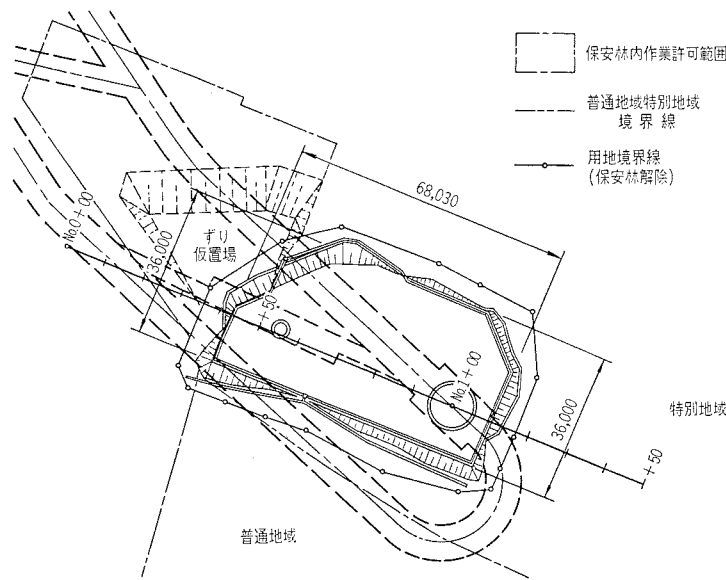 保安林内作業許可範囲
普通地域特別地域
境界線
用地境界線
(保安林解除)
68,030
No.0+00
ずり
仮置場
36,000
+50
No.1+00
36,000
特別地域
+50
普通地域